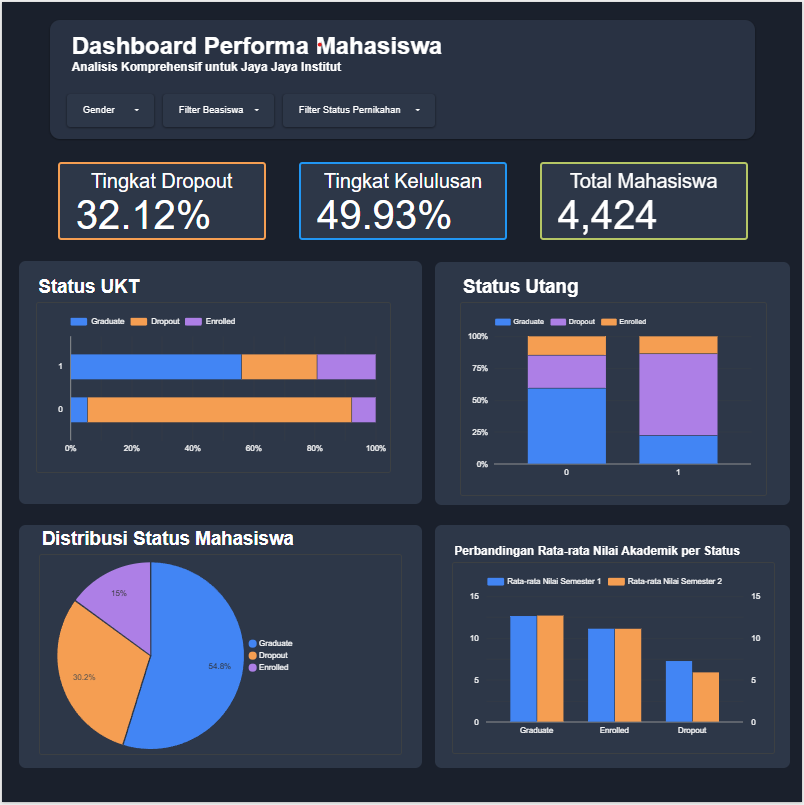 Dashboard Performa Mahasiswa
Analisis Komprehensif untuk Jaya Jaya Institut
Gender Filter Beasiswa Filter Status Pernikahan
Tingkat Dropout Tingkat Kelulusan Total Mahasiswa
32.12% 49.93% 4,424
Status UKT
Graduate Dropout Enrolled
1
0
0% 20% 40% 60% 80% 100%
Status Utang
Graduate Dropout Enrolled
100%
75%
50%
25%
0%
0 1
Distribusi Status Mahasiswa
15%
54.8%
30.2%
Graduate
Dropout
Enrolled
Perbandingan Rata-rata Nilai Akademik per Status
Rata-rata Nilai Semester 1 Rata-rata Nilai Semester 2
15 15
10 10
5 5
0 0
Graduate Enrolled Dropout